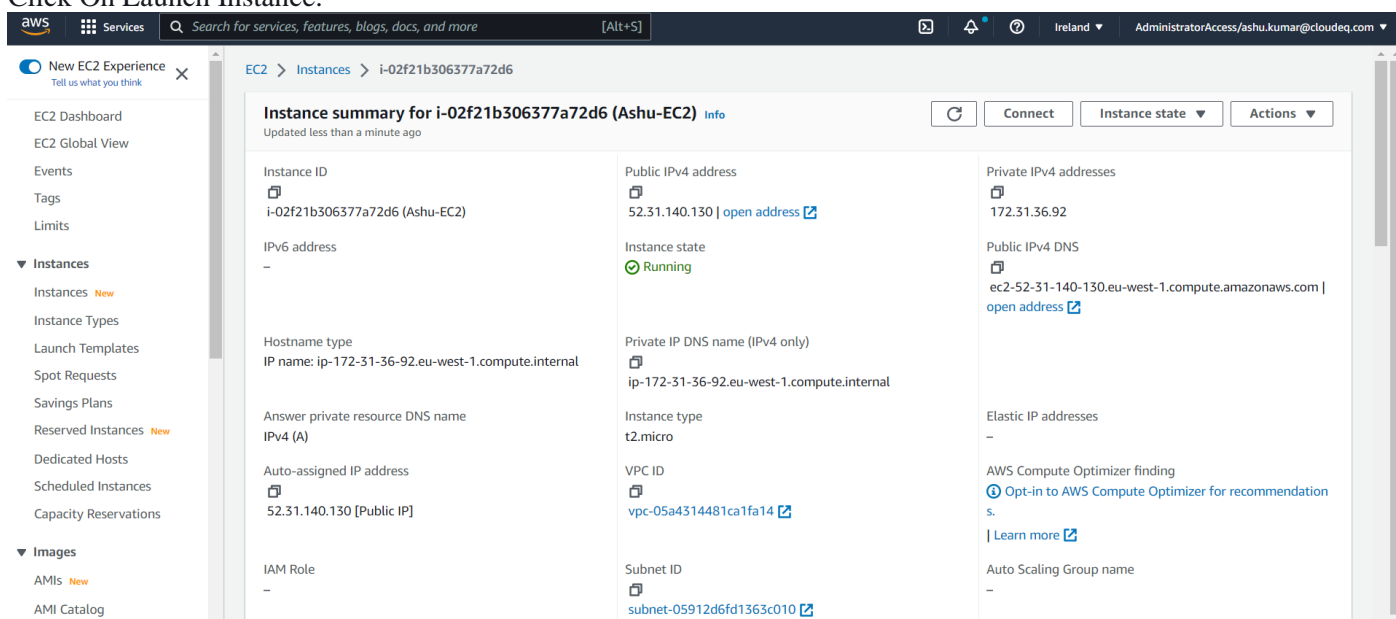 Click On Launch Instance.
aws Services Search for services, features, blogs, docs, and more [Alt+S] Ireland ▼ AdministratorAccess/ashu.kumar@cloudeq.com ▼
New EC2 Experience
Tell us what you think
EC2 Dashboard
EC2 Global View
Events
Tags
Limits
▼ Instances
Instances New
Instance Types
Launch Templates
Spot Requests
Savings Plans
Reserved Instances New
Dedicated Hosts
Scheduled Instances
Capacity Reservations
▼ Images
AMIs New
AMI Catalog
EC2 > Instances > i-02f21b306377a72d6
Instance summary for i-02f21b306377a72d6 (Ashu-EC2) Info
Updated less than a minute ago
Connect Instance state ▼ Actions ▼
Instance ID
i-02f21b306377a72d6 (Ashu-EC2)
Public IPv4 address
52.31.140.130 | open address
Private IPv4 addresses
172.31.36.92
IPv6 address
–
Instance state
Running
Public IPv4 DNS
ec2-52-31-140-130.eu-west-1.compute.amazonaws.com |
open address
Hostname type
IP name: ip-172-31-36-92.eu-west-1.compute.internal
Private IP DNS name (IPv4 only)
ip-172-31-36-92.eu-west-1.compute.internal
Answer private resource DNS name
IPv4 (A)
Instance type
t2.micro
Elastic IP addresses
–
Auto-assigned IP address
52.31.140.130 [Public IP]
VPC ID
vpc-05a4314481ca1fa14
AWS Compute Optimizer finding
Opt-in to AWS Compute Optimizer for recommendation
s.
| Learn more
IAM Role
–
Subnet ID
subnet-05912d6fd1363c010
Auto Scaling Group name
–